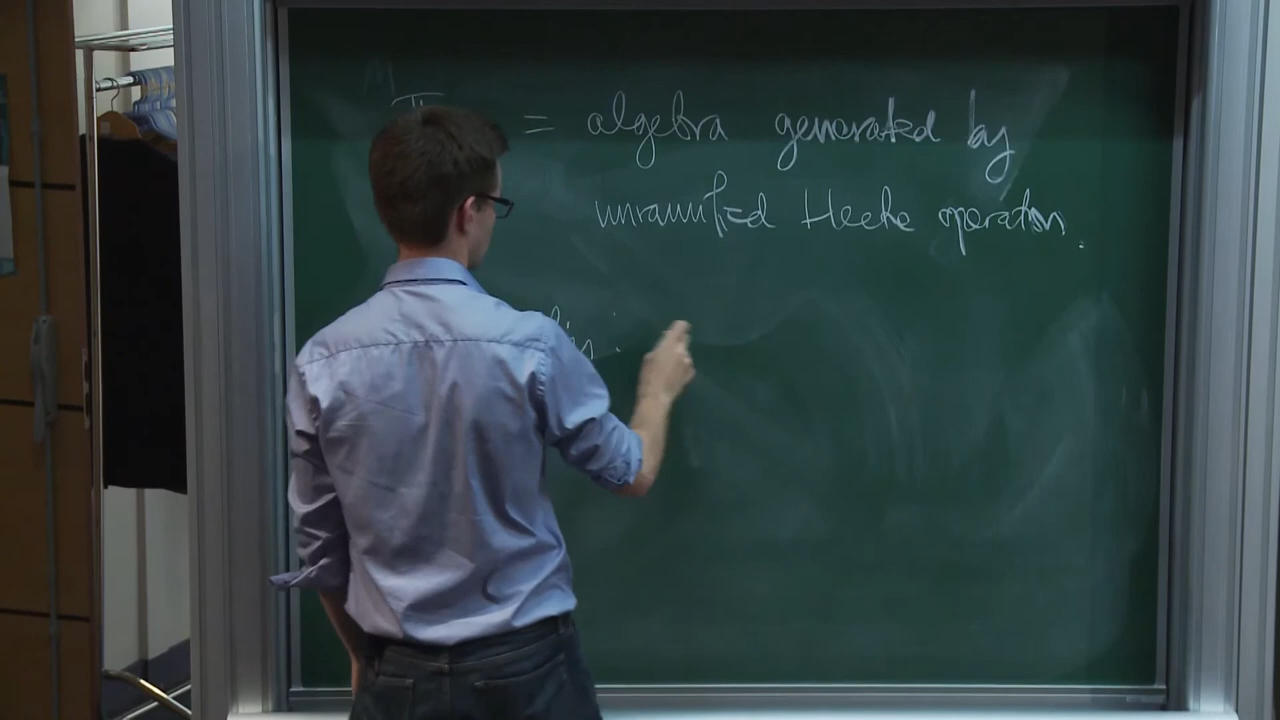 = algebra generated by
unramified Hecke operators.